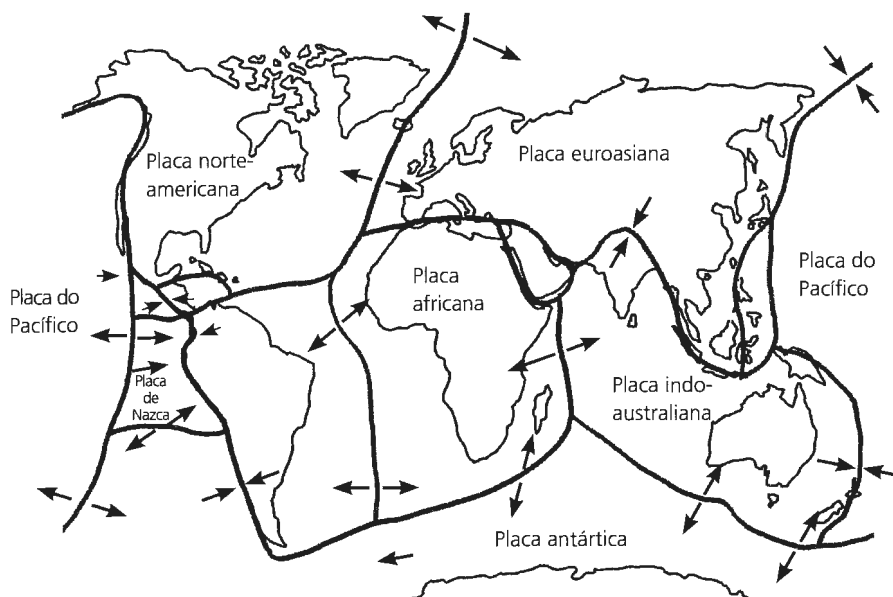 Placa norte-
americana
Placa euroasiana
Placa do
Pacífico
Placa
africana
Placa do
Pacífico
Placa
de
Nazca
Placa indo-
australiana
Placa antártica